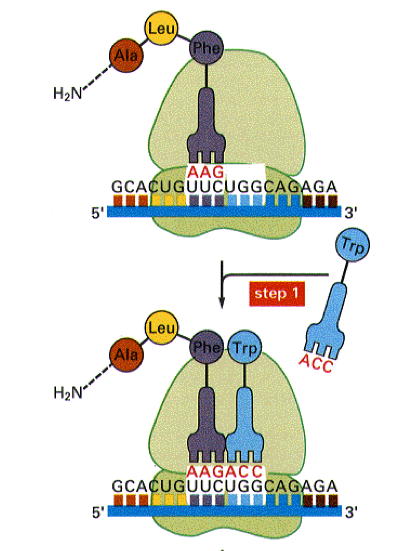 Leu
Ala
Phe
H₂N
AAG
GCACUGUUCUGGCAGAGA
5' 3'
Trp
step 1
ACC
Leu
Ala
Phe
Trp
H₂N
AAGACC
GCACUGUUCUGGCAGAGA
5' 3'